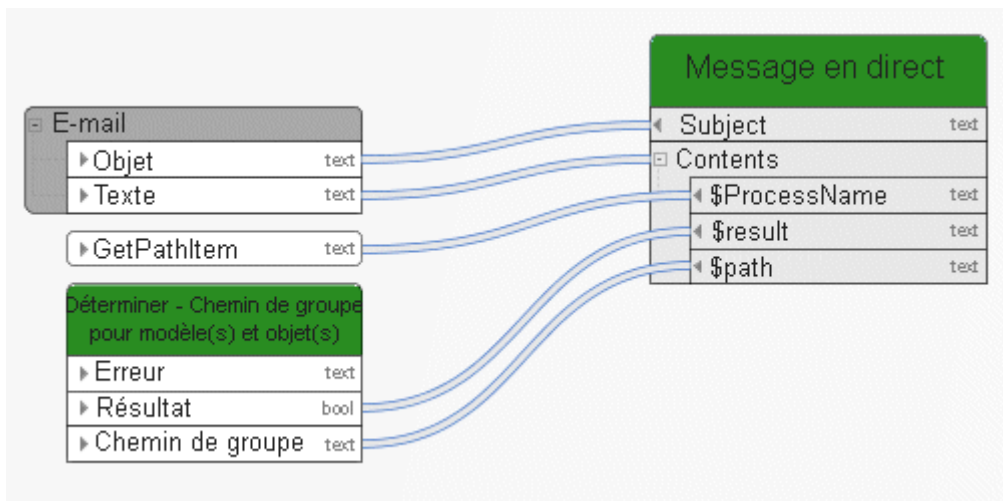 Message en direct
Subject text
Contents
$ProcessName text
$result text
$path text
E-mail
Objet text
Texte text
GetPathItem text
Déterminer - Chemin de groupe
pour modèle(s) et objet(s)
Erreur text
Résultat bool
Chemin de groupe text